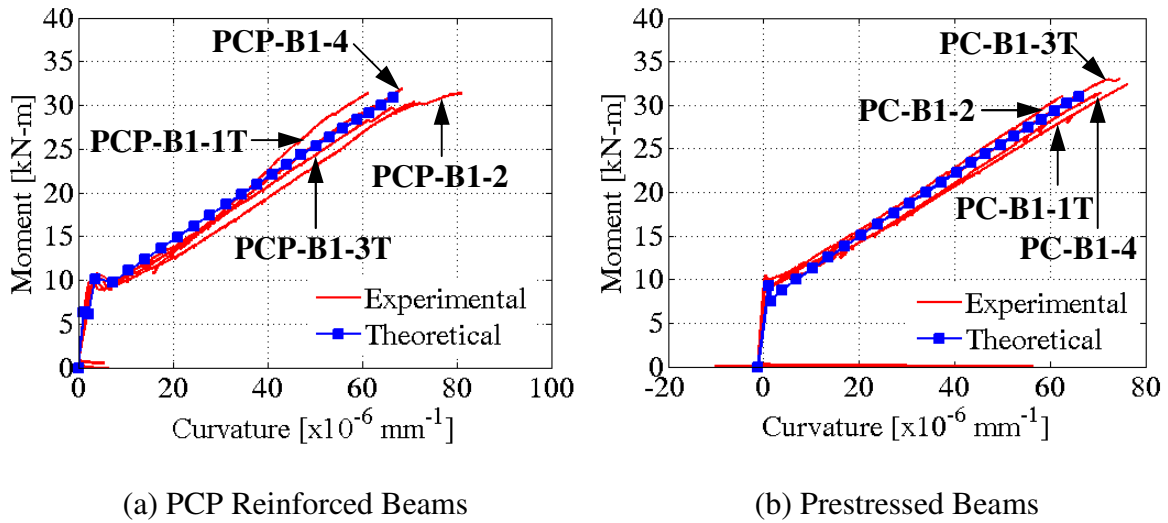 40
35
30
25
20
15
10
5
0
Moment [kN-m]
PCP-B1-4
PCP-B1-1T
PCP-B1-2
PCP-B1-3T
Experimental
Theoretical
0 20 40 60 80 100
Curvature [x10⁻⁶ mm⁻¹]
(a) PCP Reinforced Beams
40
35
30
25
20
15
10
5
0
Moment [kN-m]
PC-B1-3T
PC-B1-2
PC-B1-1T
PC-B1-4
Experimental
Theoretical
-20 0 20 40 60 80
Curvature [x10⁻⁶ mm⁻¹]
(b) Prestressed Beams